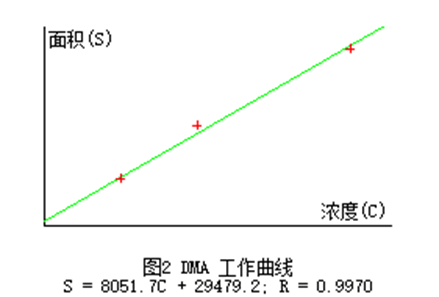 面积(S)
浓度(C)
图2 DMA 工作曲线
S = 8051.7C + 29479.2; R = 0.9970